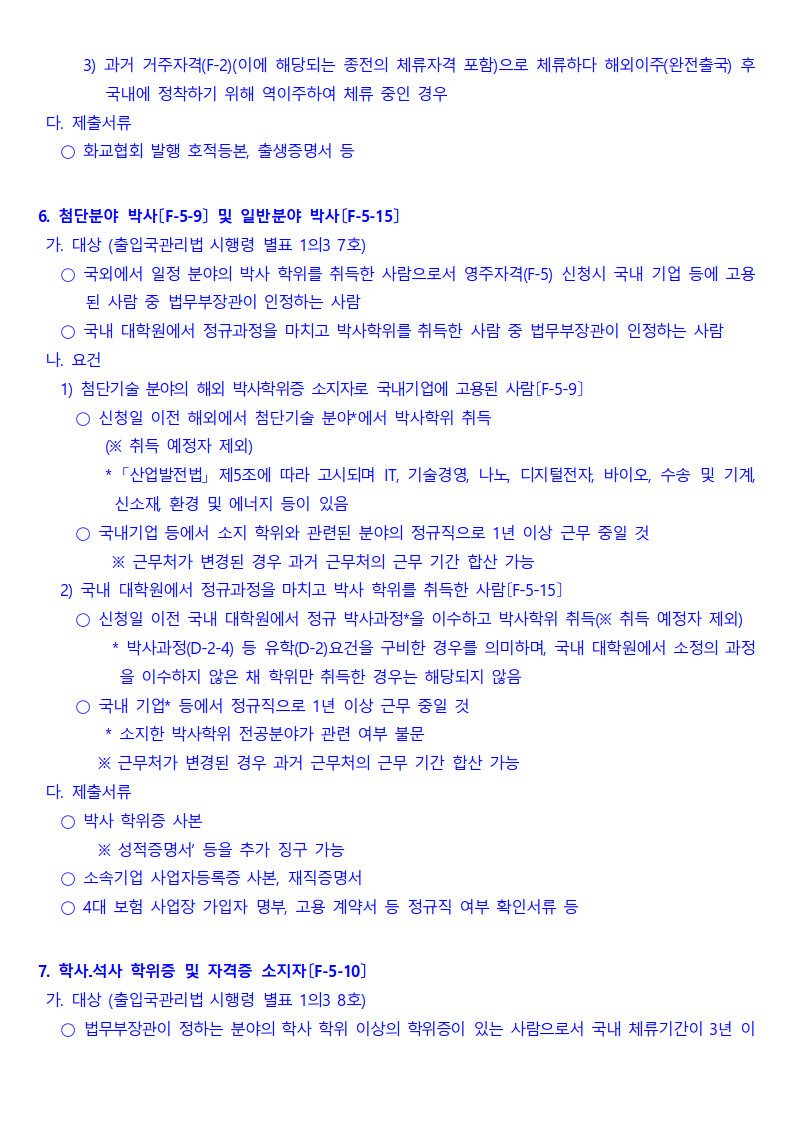 3) 과거 거주자격(F-2)(이에 해당되는 종전의 체류자격 포함)으로 체류하다 해외이주(완전출국) 후
국내에 정착하기 위해 역이주하여 체류 중인 경우
다. 제출서류
○ 화교협회 발행 호적등본, 출생증명서 등
6. 첨단분야 박사〔F-5-9〕 및 일반분야 박사〔F-5-15〕
가. 대상 (출입국관리법 시행령 별표 1의3 7호)
○ 국외에서 일정 분야의 박사 학위를 취득한 사람으로서 영주자격(F-5) 신청시 국내 기업 등에 고용
된 사람 중 법무부장관이 인정하는 사람
○ 국내 대학원에서 정규과정을 마치고 박사학위를 취득한 사람 중 법무부장관이 인정하는 사람
나. 요건
1) 첨단기술 분야의 해외 박사학위증 소지자로 국내기업에 고용된 사람〔F-5-9〕
○ 신청일 이전 해외에서 첨단기술 분야*에서 박사학위 취득
(※ 취득 예정자 제외)
* 「산업발전법」 제5조에 따라 고시되며 IT, 기술경영, 나노, 디지털전자, 바이오, 수송 및 기계,
신소재, 환경 및 에너지 등이 있음
○ 국내기업 등에서 소지 학위와 관련된 분야의 정규직으로 1년 이상 근무 중일 것
※ 근무처가 변경된 경우 과거 근무처의 근무 기간 합산 가능
2) 국내 대학원에서 정규과정을 마치고 박사 학위를 취득한 사람〔F-5-15〕
○ 신청일 이전 국내 대학원에서 정규 박사과정*을 이수하고 박사학위 취득(※ 취득 예정자 제외)
* 박사과정(D-2-4) 등 유학(D-2)요건을 구비한 경우를 의미하며, 국내 대학원에서 소정의 과정
을 이수하지 않은 채 학위만 취득한 경우는 해당되지 않음
○ 국내 기업* 등에서 정규직으로 1년 이상 근무 중일 것
* 소지한 박사학위 전공분야가 관련 여부 불문
※ 근무처가 변경된 경우 과거 근무처의 근무 기간 합산 가능
다. 제출서류
○ 박사 학위증 사본
※ 성적증명서’ 등을 추가 징구 가능
○ 소속기업 사업자등록증 사본, 재직증명서
○ 4대 보험 사업장 가입자 명부, 고용 계약서 등 정규직 여부 확인서류 등
7. 학사․석사 학위증 및 자격증 소지자〔F-5-10〕
가. 대상 (출입국관리법 시행령 별표 1의3 8호)
○ 법무부장관이 정하는 분야의 학사 학위 이상의 학위증이 있는 사람으로서 국내 체류기간이 3년 이